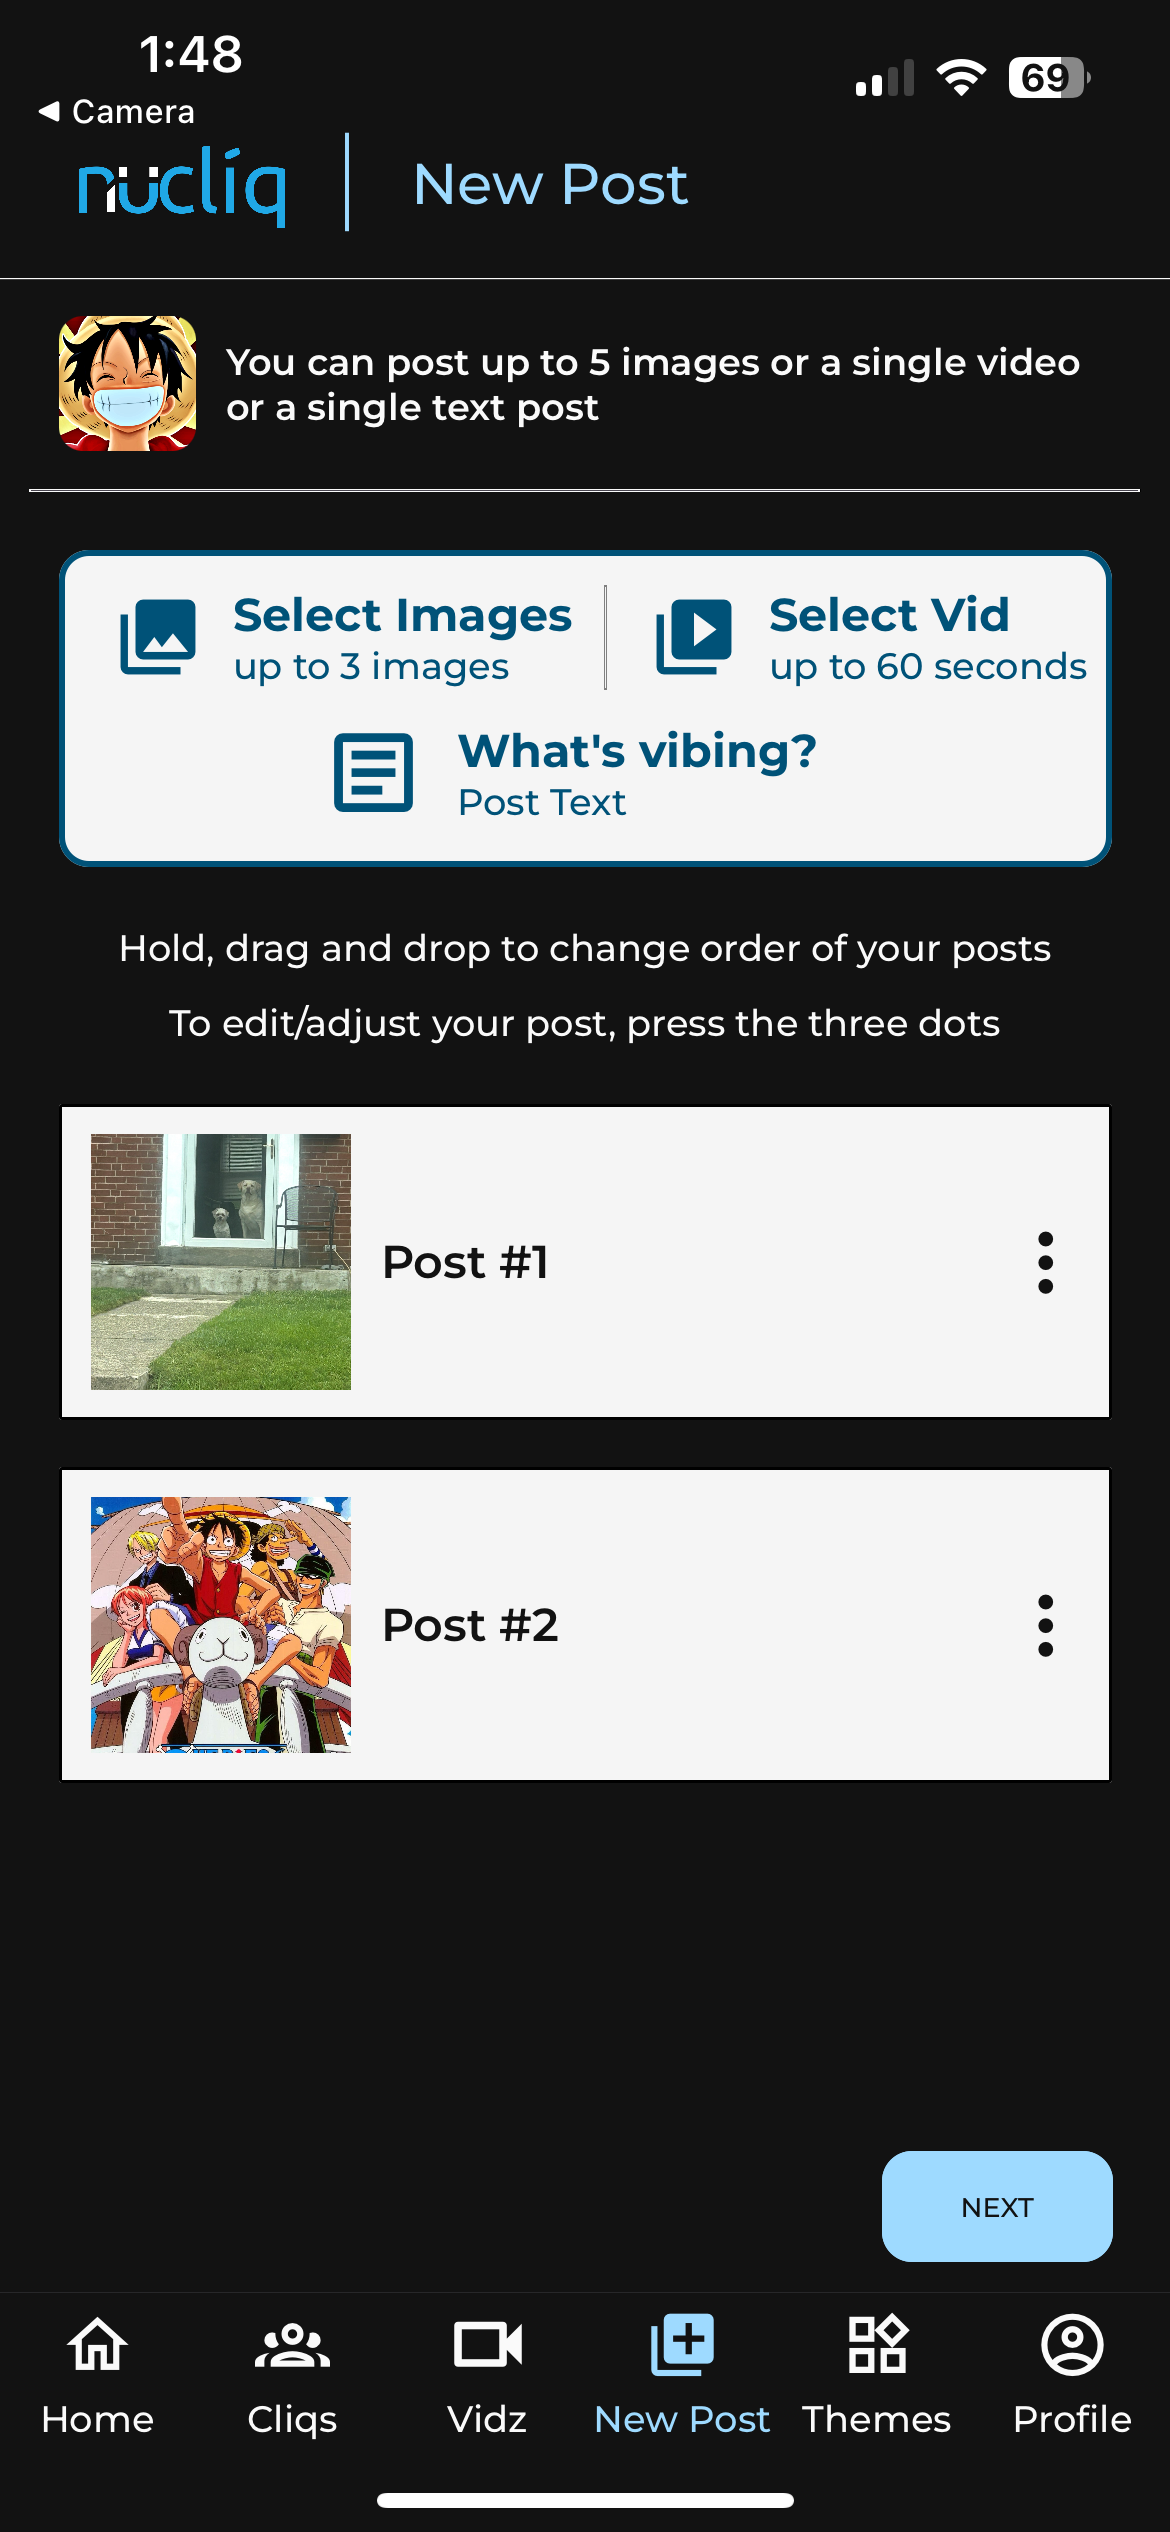 1:48
69
Camera
nücliq
New Post
You can post up to 5 images or a single video
or a single text post
Select Images
up to 3 images
Select Vid
up to 60 seconds
What's vibing?
Post Text
Hold, drag and drop to change order of your posts
To edit/adjust your post, press the three dots
Post #1
Post #2
NEXT
Home
Cliqs
Vidz
New Post
Themes
Profile